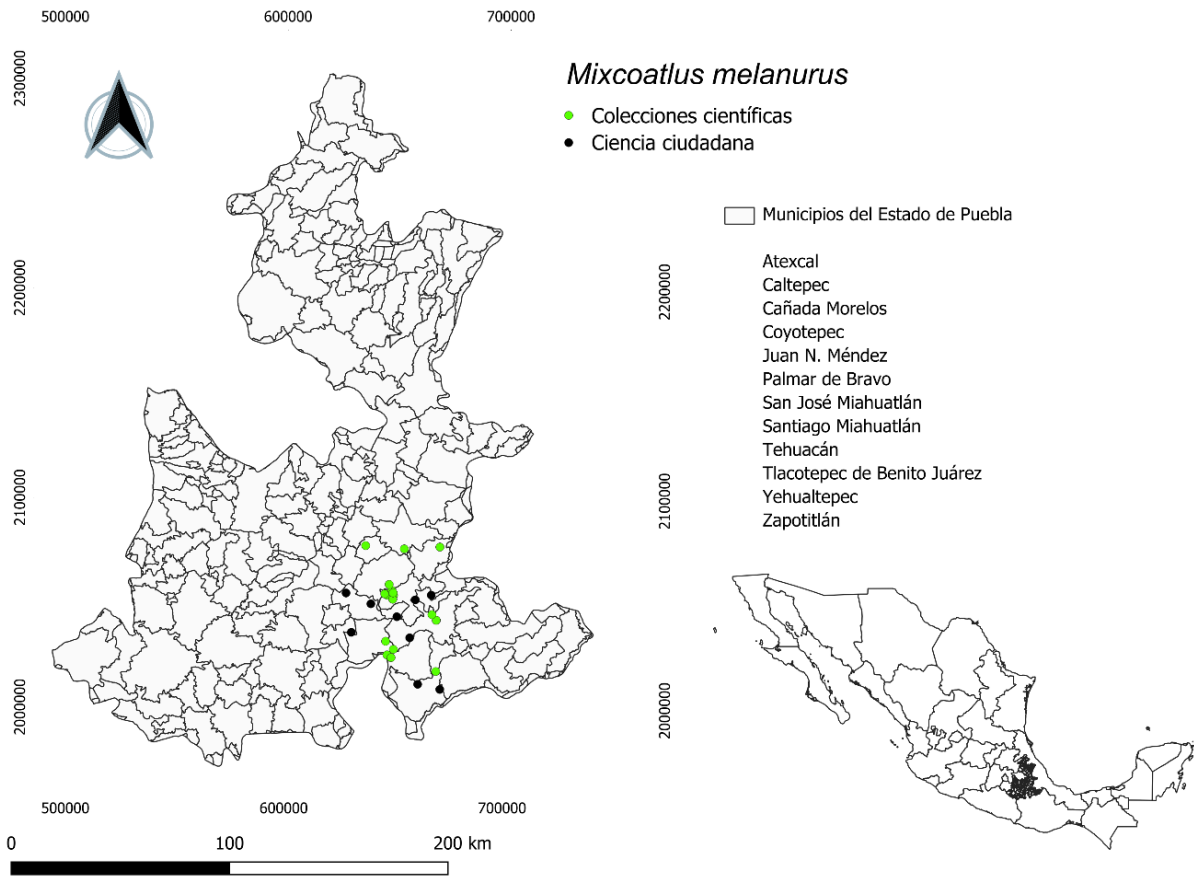 500000 600000 700000
2300000
2200000
2100000
2000000
Mixcoatlus melanurus
Colecciones científicas
Ciencia ciudadana
Municipios del Estado de Puebla
Atexcal
Caltepec
Cañada Morelos
Coyotepec
Juan N. Méndez
Palmar de Bravo
San José Miahuatlán
Santiago Miahuatlán
Tehuacán
Tlacotepec de Benito Juárez
Yehualtepec
Zapotitlán
2200000
2100000
2000000
500000 600000 700000
0 100 200 km